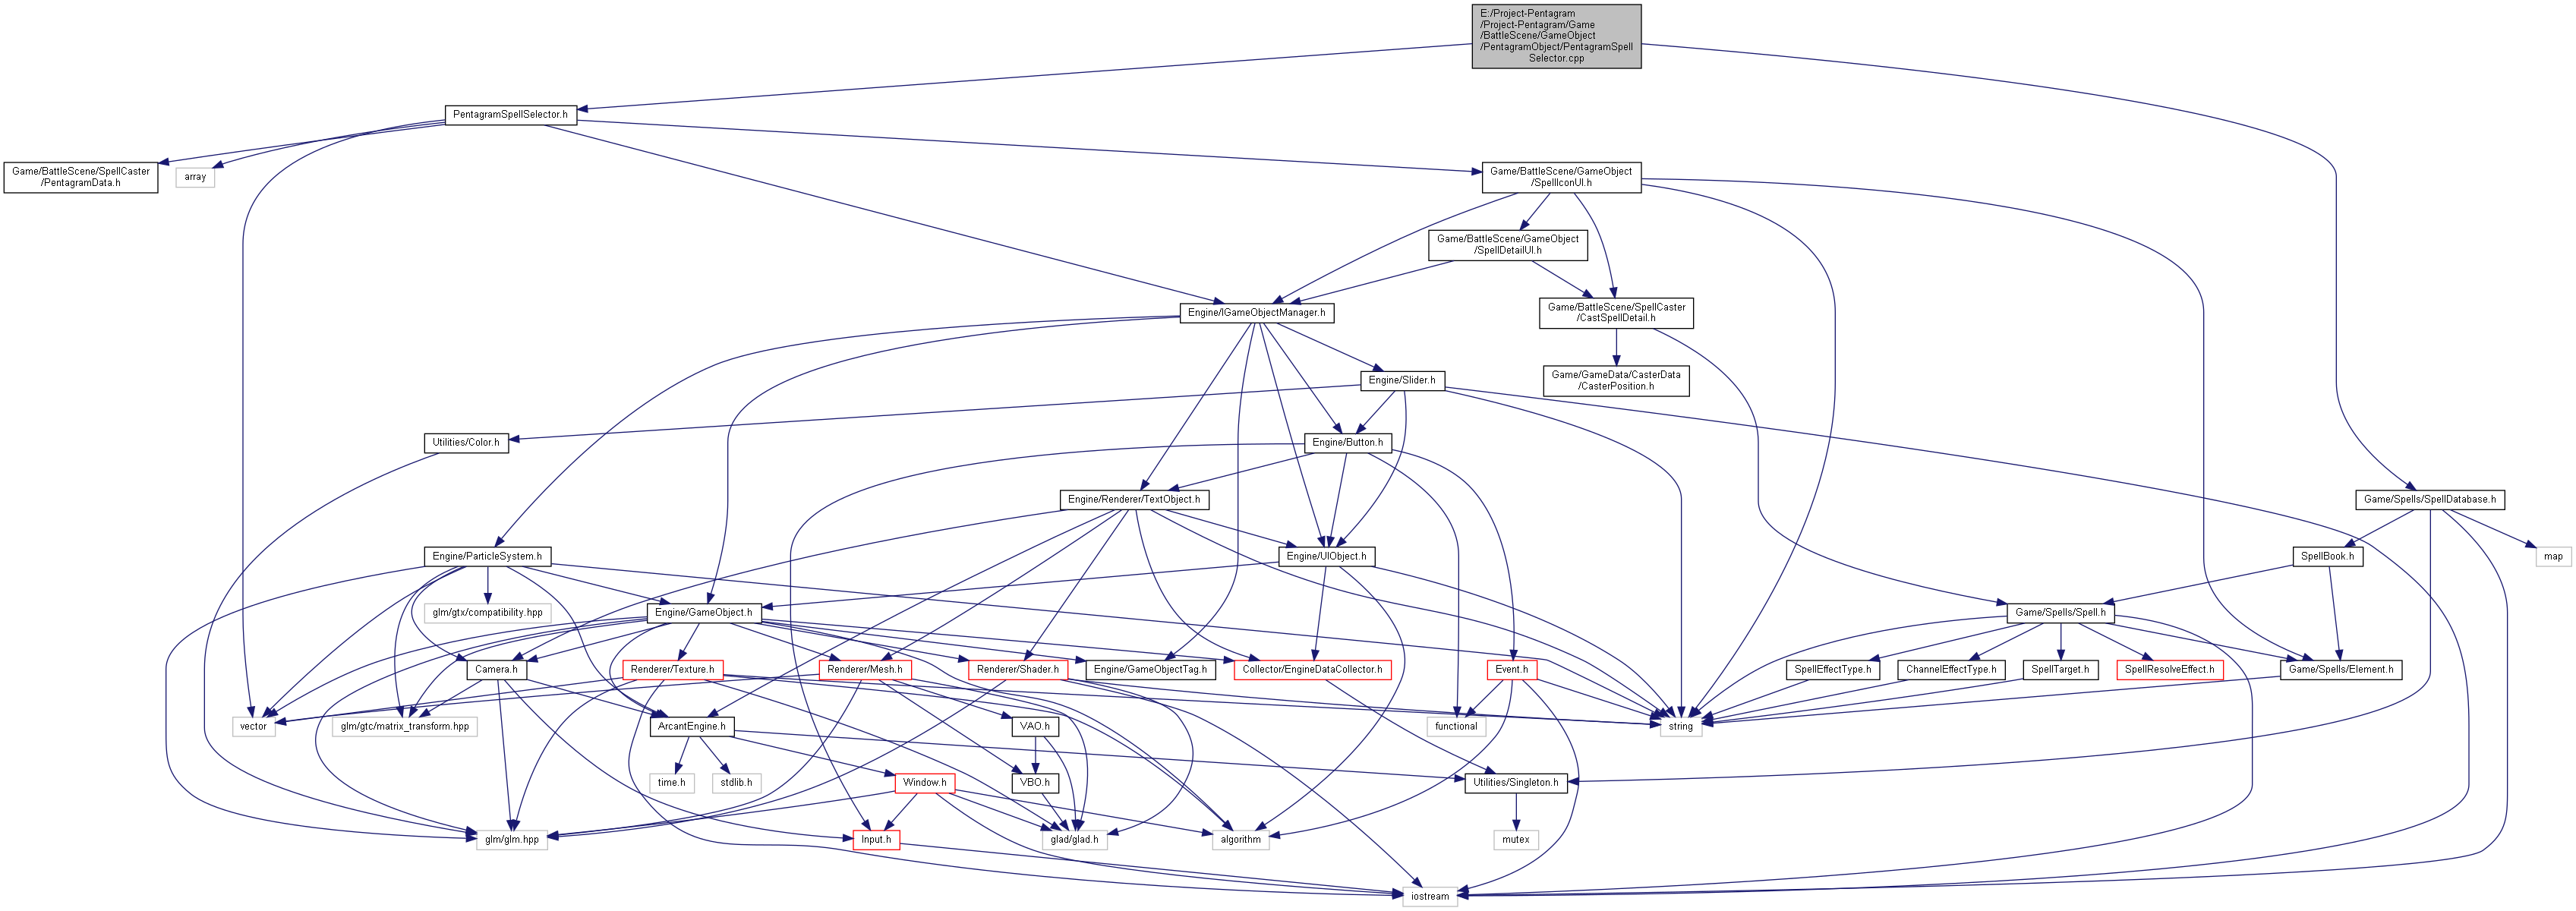 E:/Project-Pentagram
/Project-Pentagram/Game
/BattleScene/GameObject
/PentagramObject/PentagramSpell
Selector.cpp
PentagramSpellSelector.h
Game/BattleScene/SpellCaster
/PentagramData.h
array
Game/BattleScene/GameObject
/SpellIconUI.h
Game/BattleScene/GameObject
/SpellDetailUI.h
Engine/IGameObjectManager.h
Game/BattleScene/SpellCaster
/CastSpellDetail.h
Engine/Slider.h
Game/GameData/CasterData
/CasterPosition.h
Utilities/Color.h
Engine/Button.h
Engine/Renderer/TextObject.h
Game/Spells/SpellDatabase.h
Engine/ParticleSystem.h
Engine/UIObject.h
SpellBook.h
map
glm/gtx/compatibility.hpp
Engine/GameObject.h
Game/Spells/Spell.h
Camera.h
Renderer/Texture.h
Renderer/Mesh.h
Renderer/Shader.h
Engine/GameObjectTag.h
Collector/EngineDataCollector.h
Event.h
SpellEffectType.h
ChannelEffectType.h
SpellTarget.h
SpellResolveEffect.h
Game/Spells/Element.h
vector
glm/gtc/matrix_transform.hpp
ArcantEngine.h
VAO.h
functional
string
time.h
stdlib.h
Window.h
VBO.h
Utilities/Singleton.h
glm/glm.hpp
Input.h
glad/glad.h
algorithm
mutex
iostream